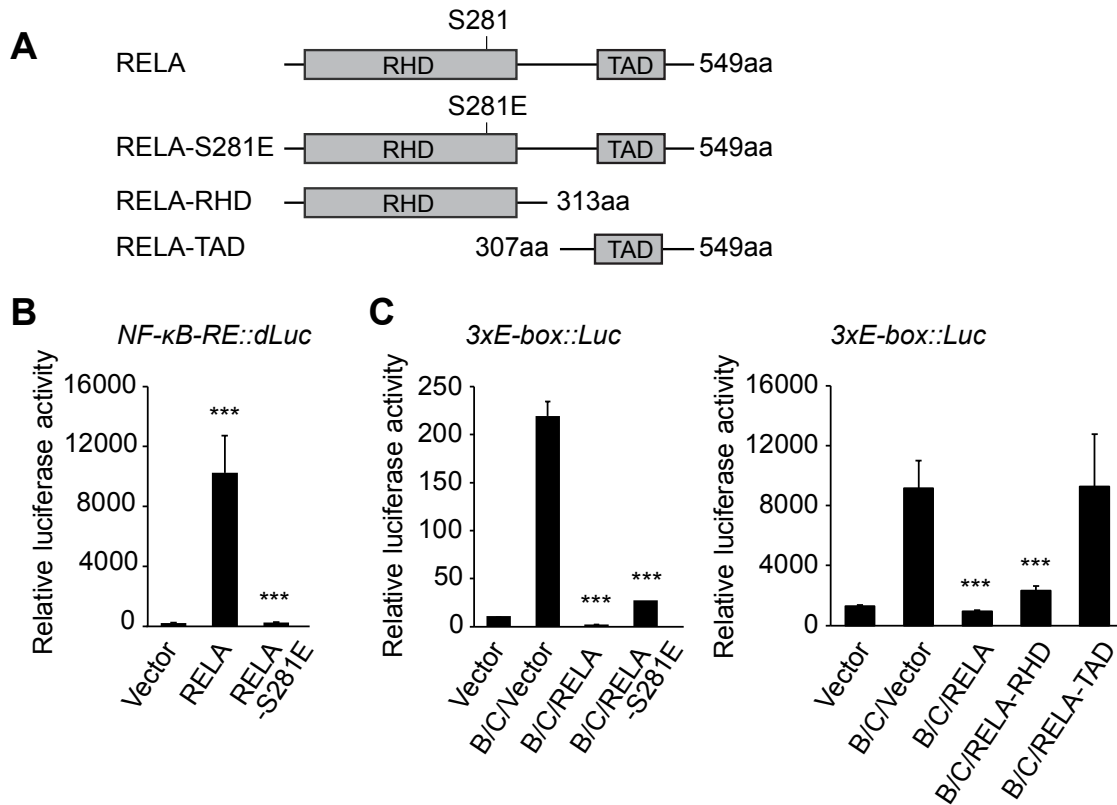 A
S281
RELA RHD TAD 549aa
S281E
RELA-S281E RHD TAD 549aa
RELA-RHD RHD 313aa
RELA-TAD 307aa TAD 549aa
B
NF-κB-RE::dLuc
Relative luciferase activity
16000
12000
8000
4000
0
***
***
Vector
RELA
RELA
-S281E
C
3xE-box::Luc
Relative luciferase activity
250
200
150
100
50
0
***
***
Vector
B/C/Vector
B/C/RELA
B/C/RELA
-S281E
3xE-box::Luc
Relative luciferase activity
16000
12000
8000
4000
0
***
***
Vector
B/C/Vector
B/C/RELA
B/C/RELA-RHD
B/C/RELA-TAD